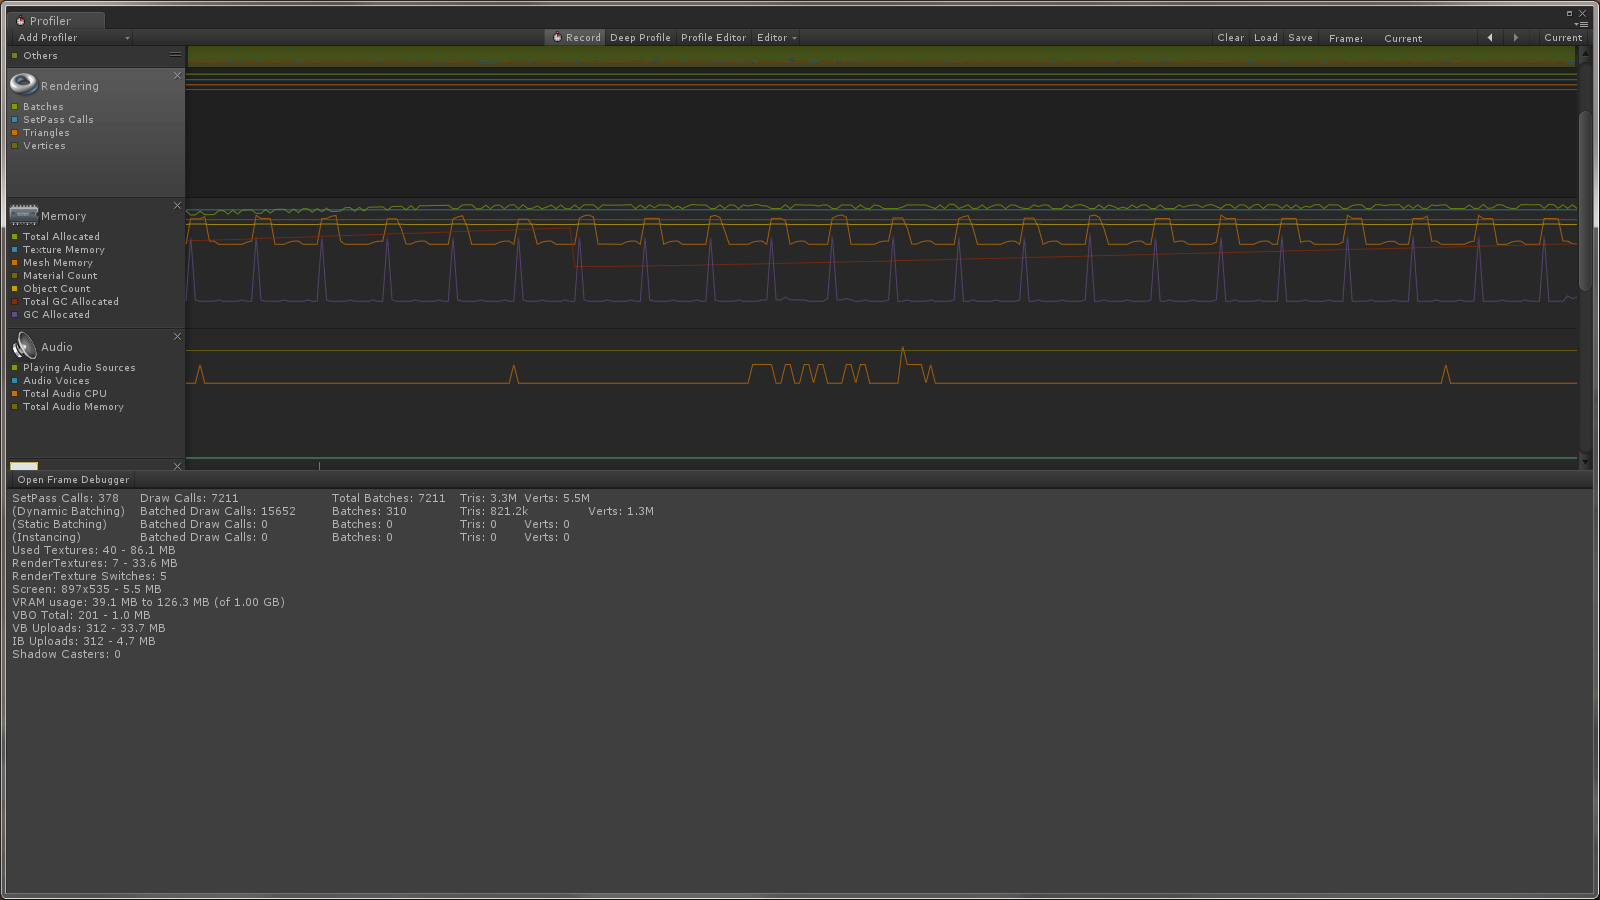 Profiler
Add Profiler
Record Deep Profile Profile Editor Editor
Clear Load Save Frame: Current Current
Others
Rendering
Batches
SetPass Calls
Triangles
Vertices
Memory
Total Allocated
Texture Memory
Mesh Memory
Material Count
Object Count
Total GC Allocated
GC Allocated
Audio
Playing Audio Sources
Audio Voices
Total Audio CPU
Total Audio Memory
Open Frame Debugger
SetPass Calls: 378 Draw Calls: 7211 Total Batches: 7211 Tris: 3.3M Verts: 5.5M
(Dynamic Batching) Batched Draw Calls: 15652 Batches: 310 Tris: 821.2k Verts: 1.3M
(Static Batching) Batched Draw Calls: 0 Batches: 0 Tris: 0 Verts: 0
(Instancing) Batched Draw Calls: 0 Batches: 0 Tris: 0 Verts: 0
Used Textures: 40 - 86.1 MB
RenderTextures: 7 - 33.6 MB
RenderTexture Switches: 5
Screen: 897x535 - 5.5 MB
VRAM usage: 39.1 MB to 126.3 MB (of 1.00 GB)
VBO Total: 201 - 1.0 MB
VB Uploads: 312 - 33.7 MB
IB Uploads: 312 - 4.7 MB
Shadow Casters: 0